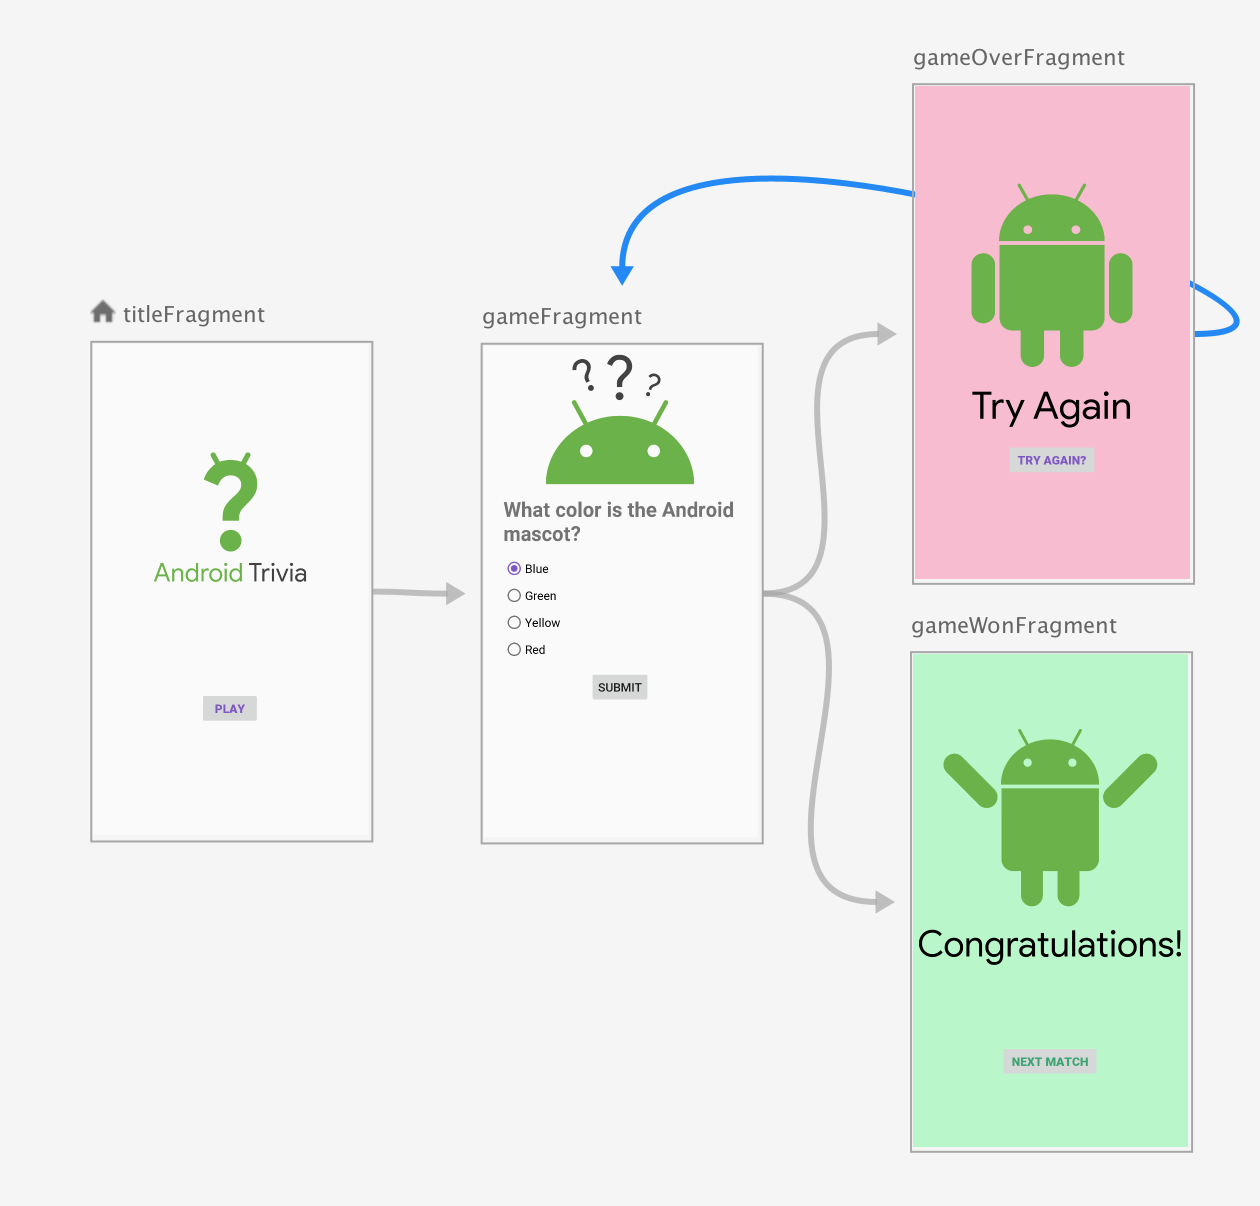 gameOverFragment
Try Again
TRY AGAIN?
titleFragment
?
Android Trivia
PLAY
gameFragment
? ? ?
What color is the Android
mascot?
Blue
Green
Yellow
Red
SUBMIT
gameWonFragment
Congratulations!
NEXT MATCH